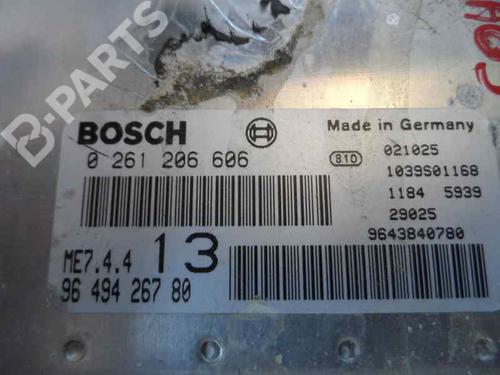 B-PARTS
BOSCH
0 261 206 606
Made in Germany
810
021025
1039S01168
1184 5939
29025
9643840780
ME7.4.4
13
96 494 267 80